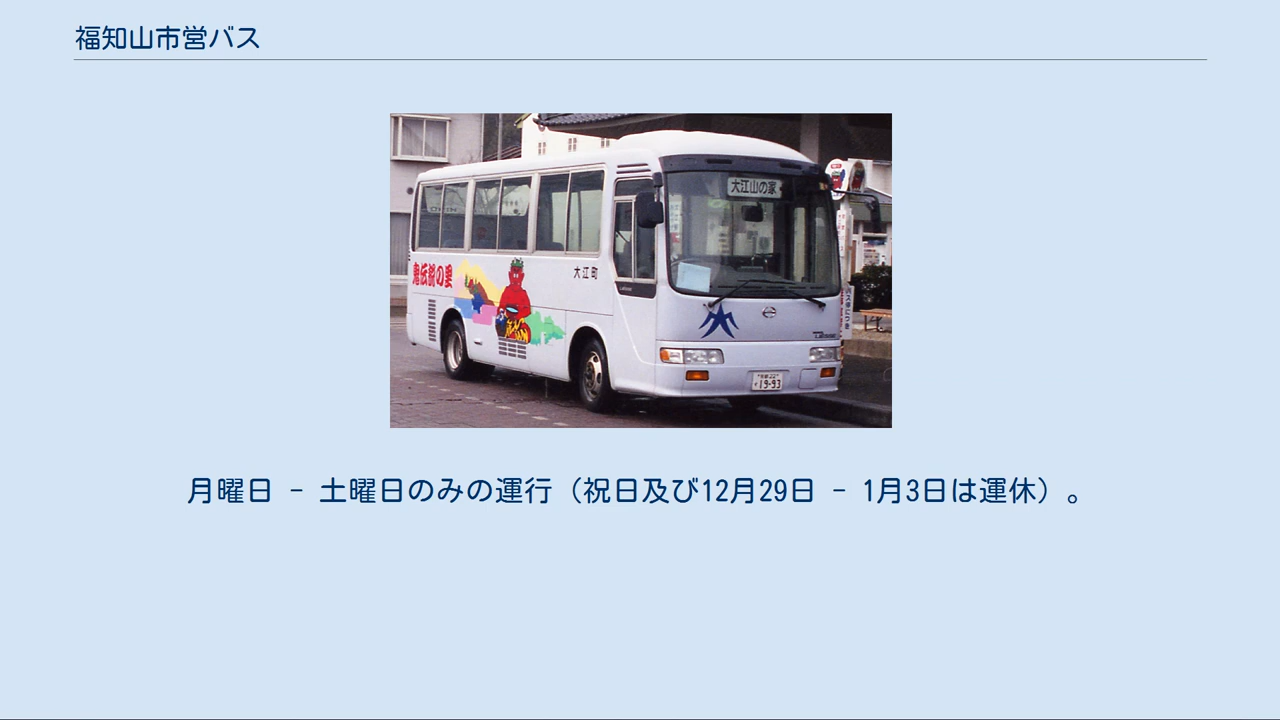 福知山市営バス
大江山の家
鬼伝説の里
大江町
19-93
月曜日 - 土曜日のみの運行（祝日及び12月29日 - 1月3日は運休）。